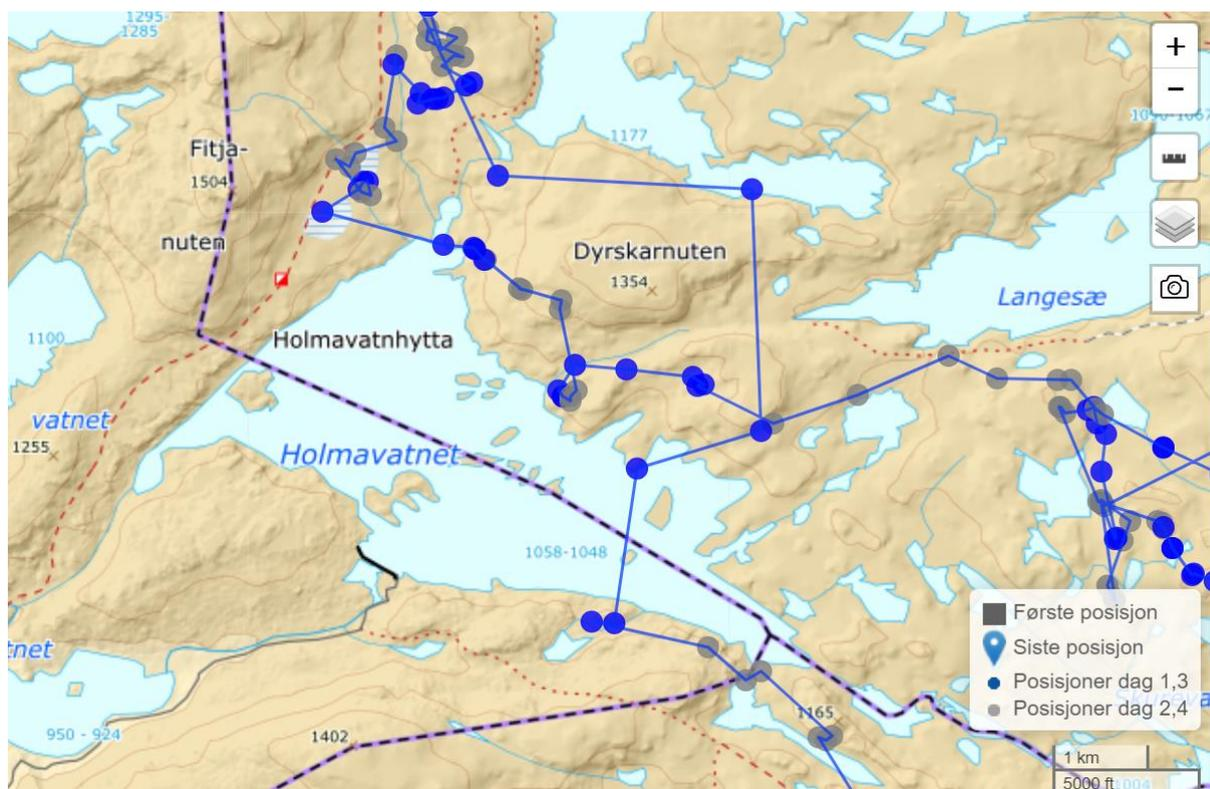 1295-
1285
+
−
1177
1090-1067
Fitja-
1504
nuten
Dyrskarnuten
1354
Langesæ
1100
Holmavatnhytta
vatnet
1255
Holmavatnet
1058-1048
Første posisjon
tnet
Siste posisjon
Posisjoner dag 1,3
Posisjoner dag 2,4
1165
950 - 924
1402
1 km
5000 ft
1004